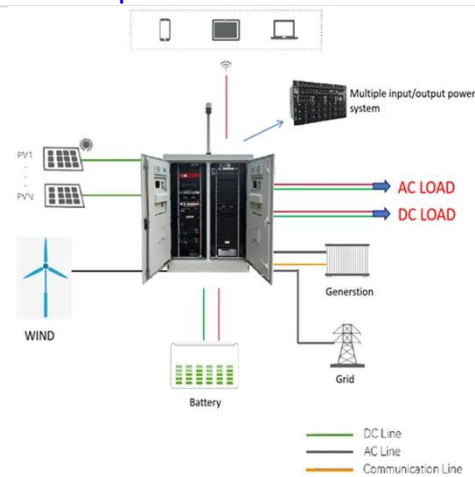 Multiple input/output power
system
PV1
PVN
AC LOAD
DC LOAD
WIND
Generstion
Grid
Battery
DC Line
AC Line
Communication Line